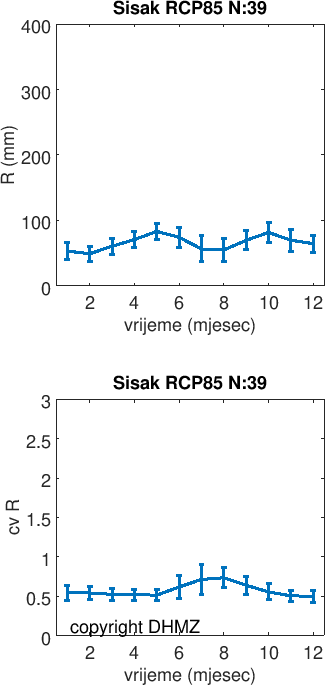 Sisak RCP85 N:39
400
300
200
100
0
R (mm)
2 4 6 8 10 12
vrijeme (mjesec)
Sisak RCP85 N:39
3
2.5
2
1.5
1
0.5
0
cv R
copyright DHMZ
2 4 6 8 10 12
vrijeme (mjesec)